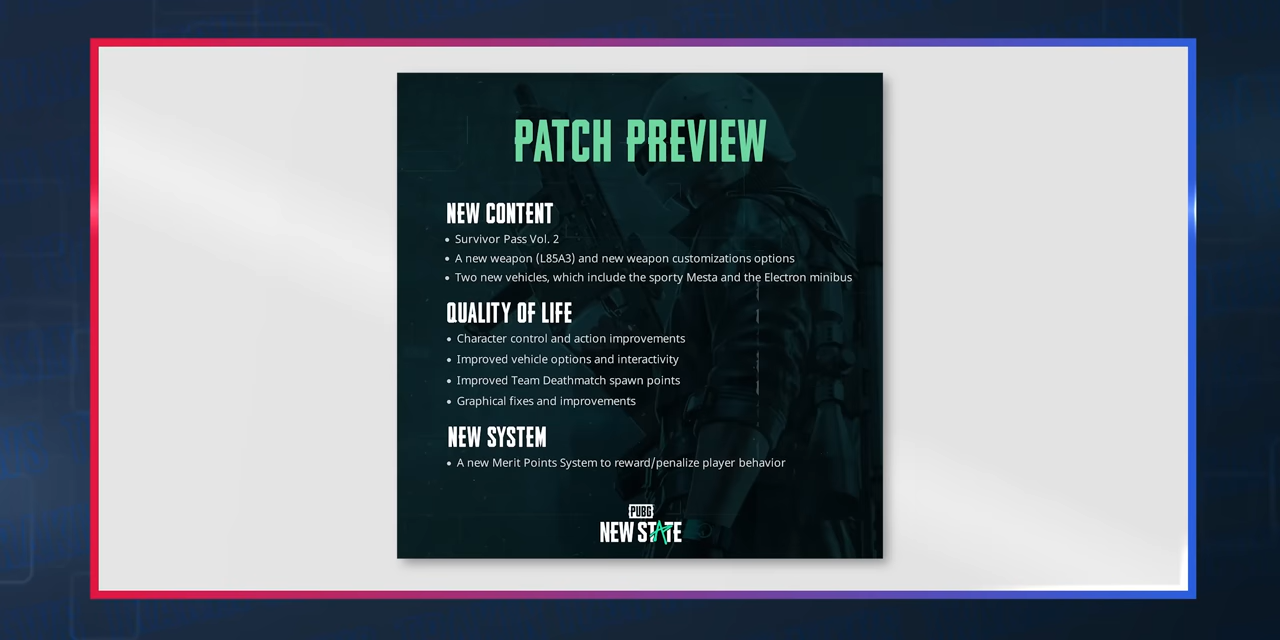 PATCH PREVIEW
NEW CONTENT
• Survivor Pass Vol. 2
• A new weapon (L85A3) and new weapon customizations options
• Two new vehicles, which include the sporty Mesta and the Electron minibus
QUALITY OF LIFE
• Character control and action improvements
• Improved vehicle options and interactivity
• Improved Team Deathmatch spawn points
• Graphical fixes and improvements
NEW SYSTEM
• A new Merit Points System to reward/penalize player behavior
PUBG
NEW STATE